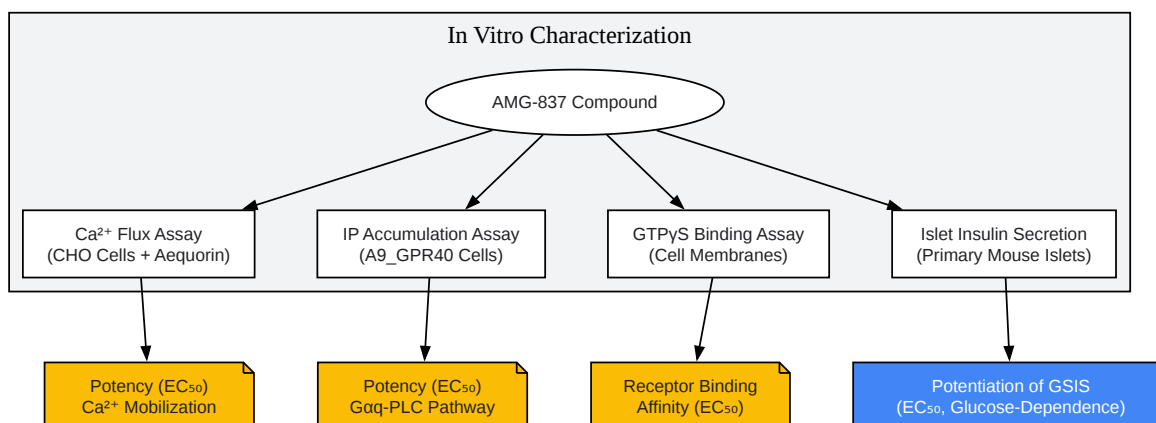 In Vitro Characterization
AMG-837 Compound
Ca²⁺ Flux Assay
(CHO Cells + Aequorin)
IP Accumulation Assay
(A9_GPR40 Cells)
GTPγS Binding Assay
(Cell Membranes)
Islet Insulin Secretion
(Primary Mouse Islets)
Potency (EC₅₀)
Ca²⁺ Mobilization
Potency (EC₅₀)
Gαq-PLC Pathway
Receptor Binding
Affinity (EC₅₀)
Potentiation of GSIS
(EC₅₀, Glucose-Dependence)